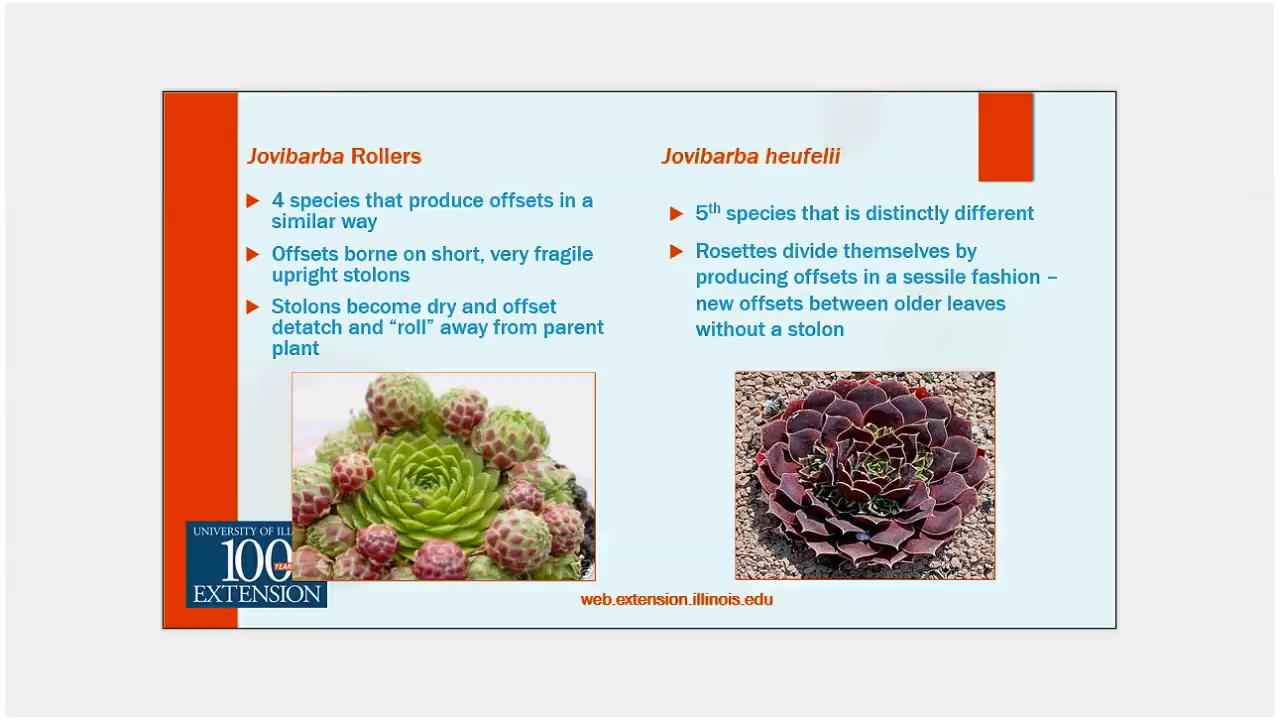 Jovibarba Rollers
4 species that produce offsets in a
similar way
Offsets borne on short, very fragile
upright stolons
Stolons become dry and offset
detatch and “roll” away from parent
plant
Jovibarba heufelii
5th species that is distinctly different
Rosettes divide themselves by
producing offsets in a sessile fashion –
new offsets between older leaves
without a stolon
UNIVERSITY OF ILL
100
YEAR
EXTENSION
web.extension.illinois.edu